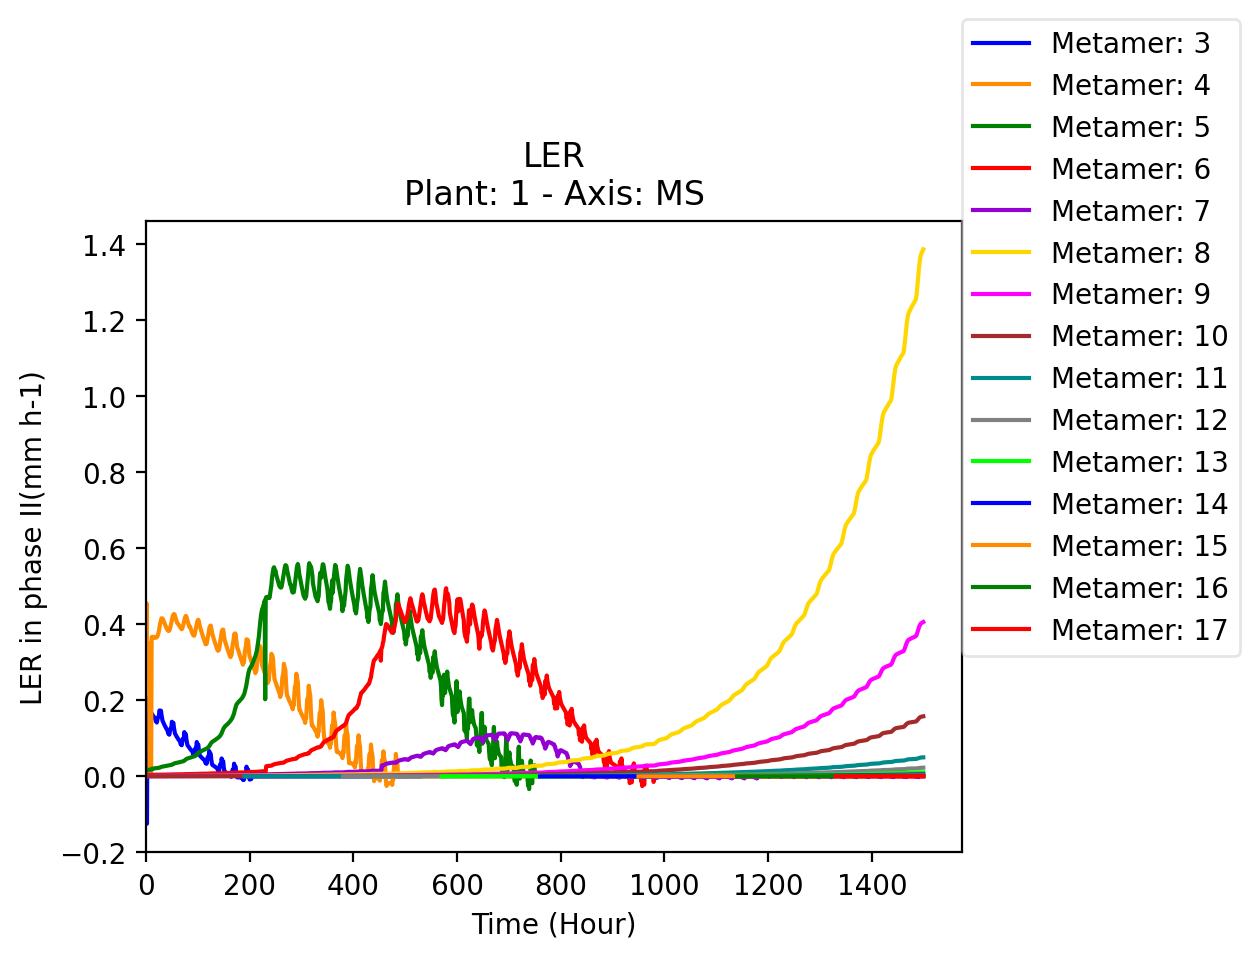 LER
Plant: 1 - Axis: MS
LER in phase II(mm h-1)
1.4
1.2
1.0
0.8
0.6
0.4
0.2
0.0
−0.2
0 200 400 600 800 1000 1200 1400
Time (Hour)
Metamer: 3
Metamer: 4
Metamer: 5
Metamer: 6
Metamer: 7
Metamer: 8
Metamer: 9
Metamer: 10
Metamer: 11
Metamer: 12
Metamer: 13
Metamer: 14
Metamer: 15
Metamer: 16
Metamer: 17